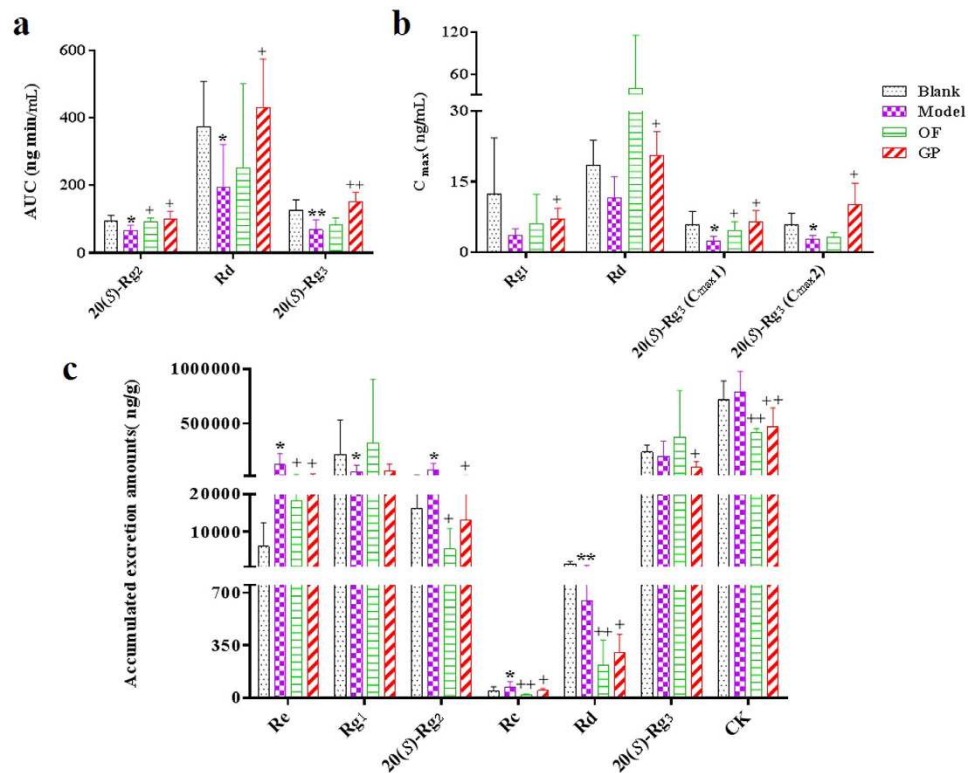 a
AUC (ng min/mL)
600
400
200
0
+
*
*
+
+
**
++
20(S)-Rg2
Rd
20(S)-Rg3
b
C max( ng/mL)
120
60
30
15
0
+
+
*
+
+
*
+
Rg1
Rd
20(S)-Rg3 (Cmax1)
20(S)-Rg3 (Cmax2)
Blank
Model
OF
GP
c
Accumulated excretion amounts( ng/g)
1000000
500000
20000
10000
700
350
0
*
+
+
*
*
+
+
*
++
+
**
++
+
+
++
++
Re
Rg1
20(S)-Rg2
Rc
Rd
20(S)-Rg3
CK